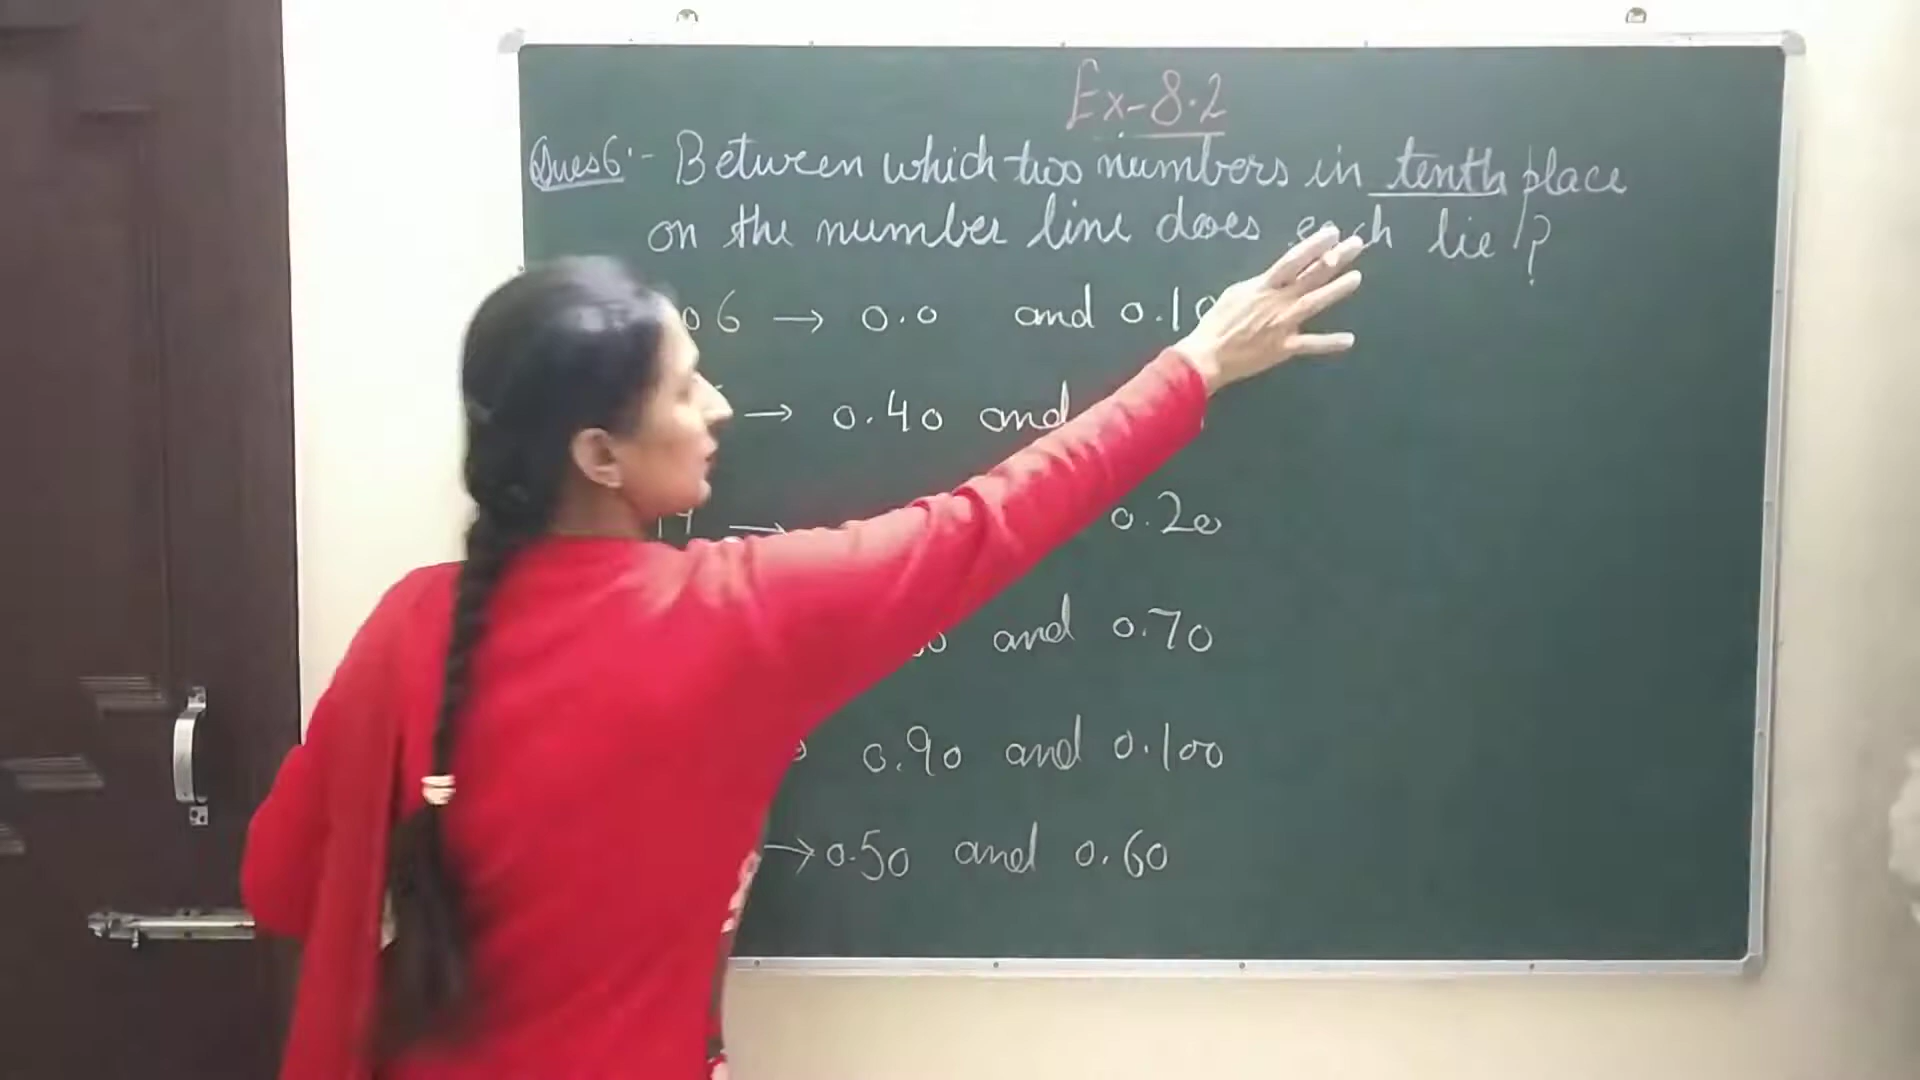 Ex-8.2
Ques6:- Between which two numbers in tenth place
on the number line does each lie ?
06 → 0.0 and 0.10
→ 0.40 and
→ 0.20
and 0.70
0.90 and 0.100
→ 0.50 and 0.60